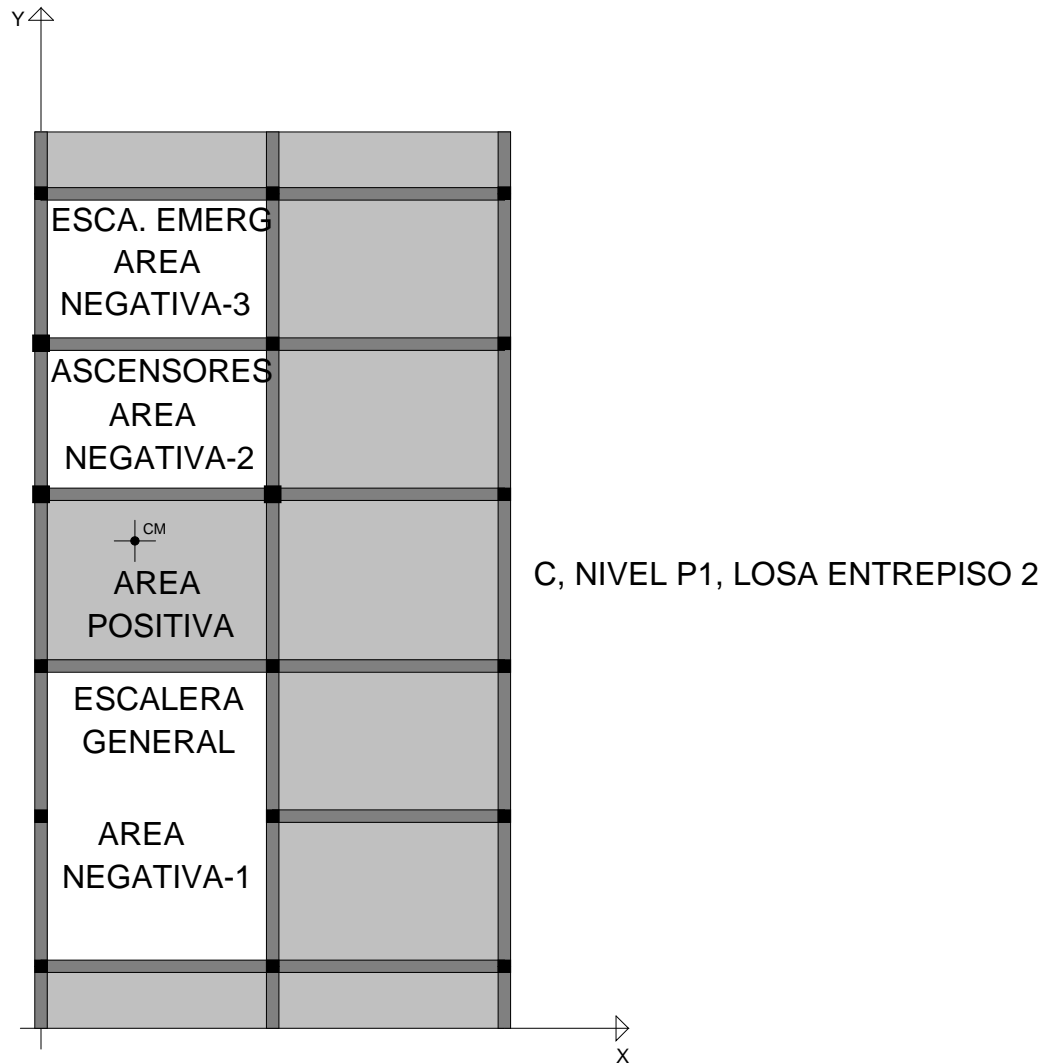 Y
ESCA. EMERG
AREA
NEGATIVA-3
ASCENSORES
AREA
NEGATIVA-2
CM
AREA
POSITIVA
C, NIVEL P1, LOSA ENTREPISO 2
ESCALERA
GENERAL
AREA
NEGATIVA-1
X